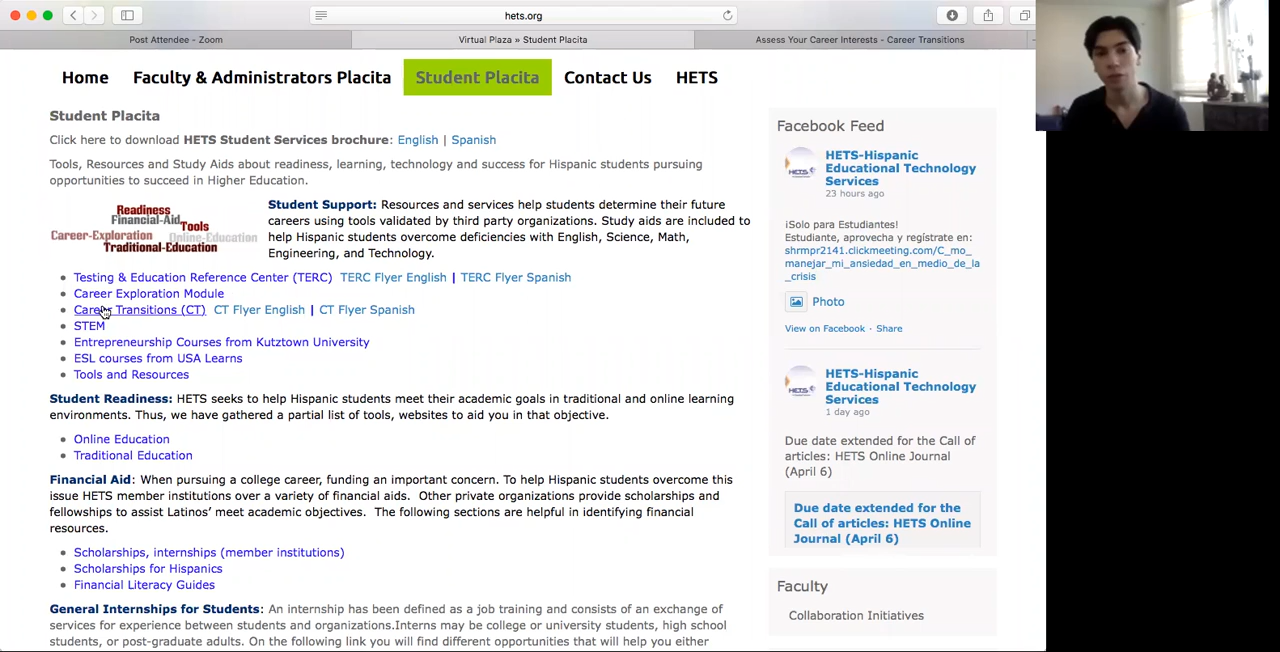 hets.org
Post Attendee - Zoom
Virtual Plaza » Student Placita
Assess Your Career Interests - Career Transitions
Home
Faculty & Administrators Placita
Student Placita
Contact Us
HETS
Student Placita
Click here to download HETS Student Services brochure: English | Spanish
Tools, Resources and Study Aids about readiness, learning, technology and success for Hispanic students pursuing
opportunities to succeed in Higher Education.
Readiness
Financial-Aid
Tools
Career-Exploration
Online-Education
Traditional-Education
Student Support: Resources and services help students determine their future
careers using tools validated by third party organizations. Study aids are included to
help Hispanic students overcome deficiencies with English, Science, Math,
Engineering, and Technology.
Testing & Education Reference Center (TERC) TERC Flyer English | TERC Flyer Spanish
Career Exploration Module
Career Transitions (CT) CT Flyer English | CT Flyer Spanish
STEM
Entrepreneurship Courses from Kutztown University
ESL courses from USA Learns
Tools and Resources
Student Readiness: HETS seeks to help Hispanic students meet their academic goals in traditional and online learning
environments. Thus, we have gathered a partial list of tools, websites to aid you in that objective.
Online Education
Traditional Education
Financial Aid: When pursuing a college career, funding an important concern. To help Hispanic students overcome this
issue HETS member institutions over a variety of financial aids. Other private organizations provide scholarships and
fellowships to assist Latinos’ meet academic objectives. The following sections are helpful in identifying financial
resources.
Scholarships, internships (member institutions)
Scholarships for Hispanics
Financial Literacy Guides
General Internships for Students: An internship has been defined as a job training and consists of an exchange of
services for experience between students and organizations.Interns may be college or university students, high school
students, or post-graduate adults. On the following link you will find different opportunities that will help you either
Facebook Feed
HETS
HETS-Hispanic
Educational Technology
Services
23 hours ago
¡Solo para Estudiantes!
Estudiante, aprovecha y regístrate en:
shrmpr2141.clickmeeting.com/C_mo_
manejar_mi_ansiedad_en_medio_de_la
_crisis
Photo
View on Facebook · Share
HETS
HETS-Hispanic
Educational Technology
Services
1 day ago
Due date extended for the Call of
articles: HETS Online Journal
(April 6)
Due date extended for the
Call of articles: HETS Online
Journal (April 6)
Faculty
Collaboration Initiatives